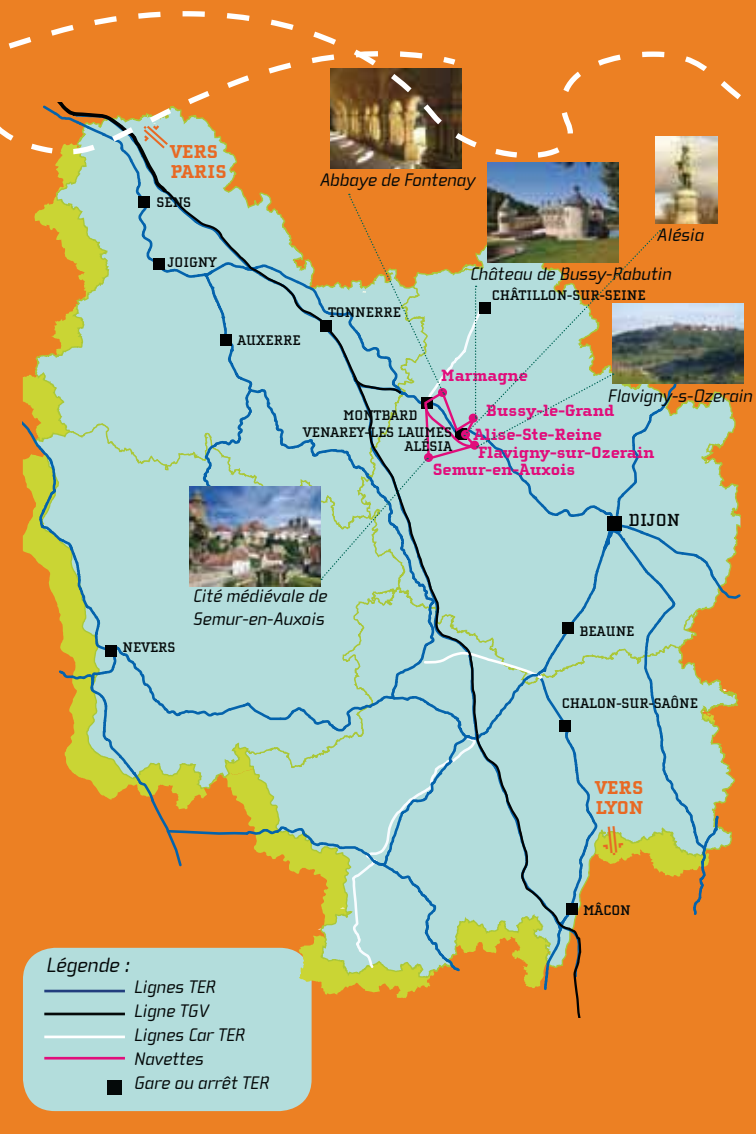 VERS
PARIS
Abbaye de Fontenay
SENS
Alésia
JOIGNY
Château de Bussy-Rabutin
CHÂTILLON-SUR-SEINE
TONNERRE
AUXERRE
Marmagne
Flavigny-s-Ozerain
MONTBARD
Bussy-le-Grand
VENAREY-LES LAUMES
ALÉSIA
Alise-Ste-Reine
Flavigny-sur-Ozerain
Semur-en-Auxois
DIJON
Cité médiévale de
Semur-en-Auxois
BEAUNE
NEVERS
CHALON-SUR-SAÔNE
VERS
LYON
MÂCON
Légende :
Lignes TER
Ligne TGV
Lignes Car TER
Navettes
Gare ou arrêt TER